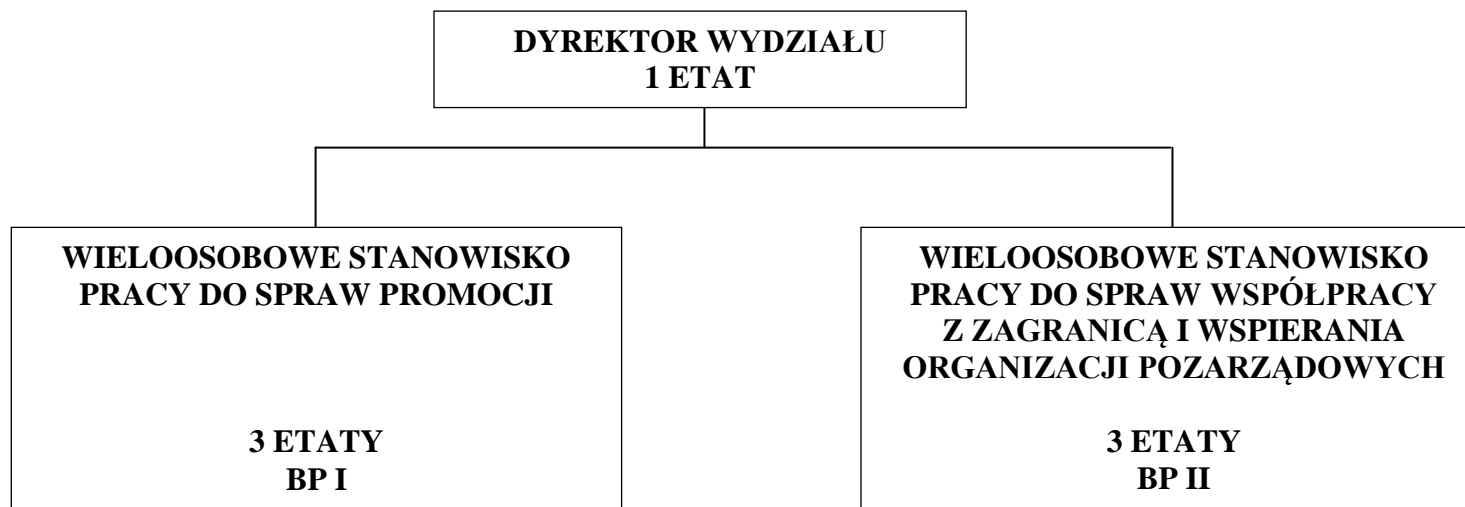 DYREKTOR WYDZIAŁU
1 ETAT
WIELOOSOBOWE STANOWISKO
PRACY DO SPRAW PROMOCJI
3 ETATY
BP I
WIELOOSOBOWE STANOWISKO
PRACY DO SPRAW WSPÓŁPRACY
Z ZAGRANICĄ I WSPIERANIA
ORGANIZACJI POZARZĄDOWYCH
3 ETATY
BP II